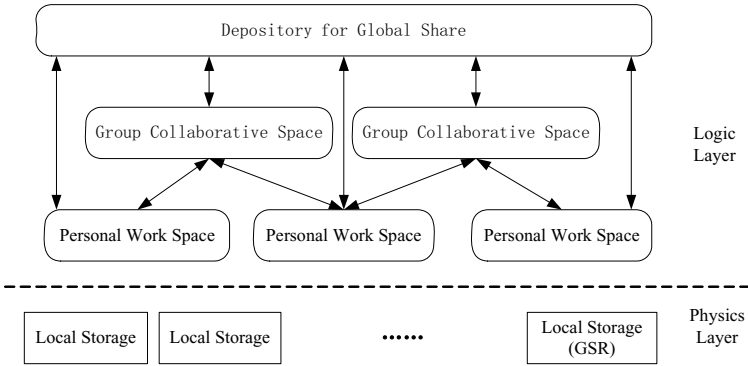 Depository for Global Share
Group Collaborative Space
Group Collaborative Space
Logic
Layer
Personal Work Space
Personal Work Space
Personal Work Space
Physics
Layer
Local Storage
Local Storage
······
Local Storage
(GSR)